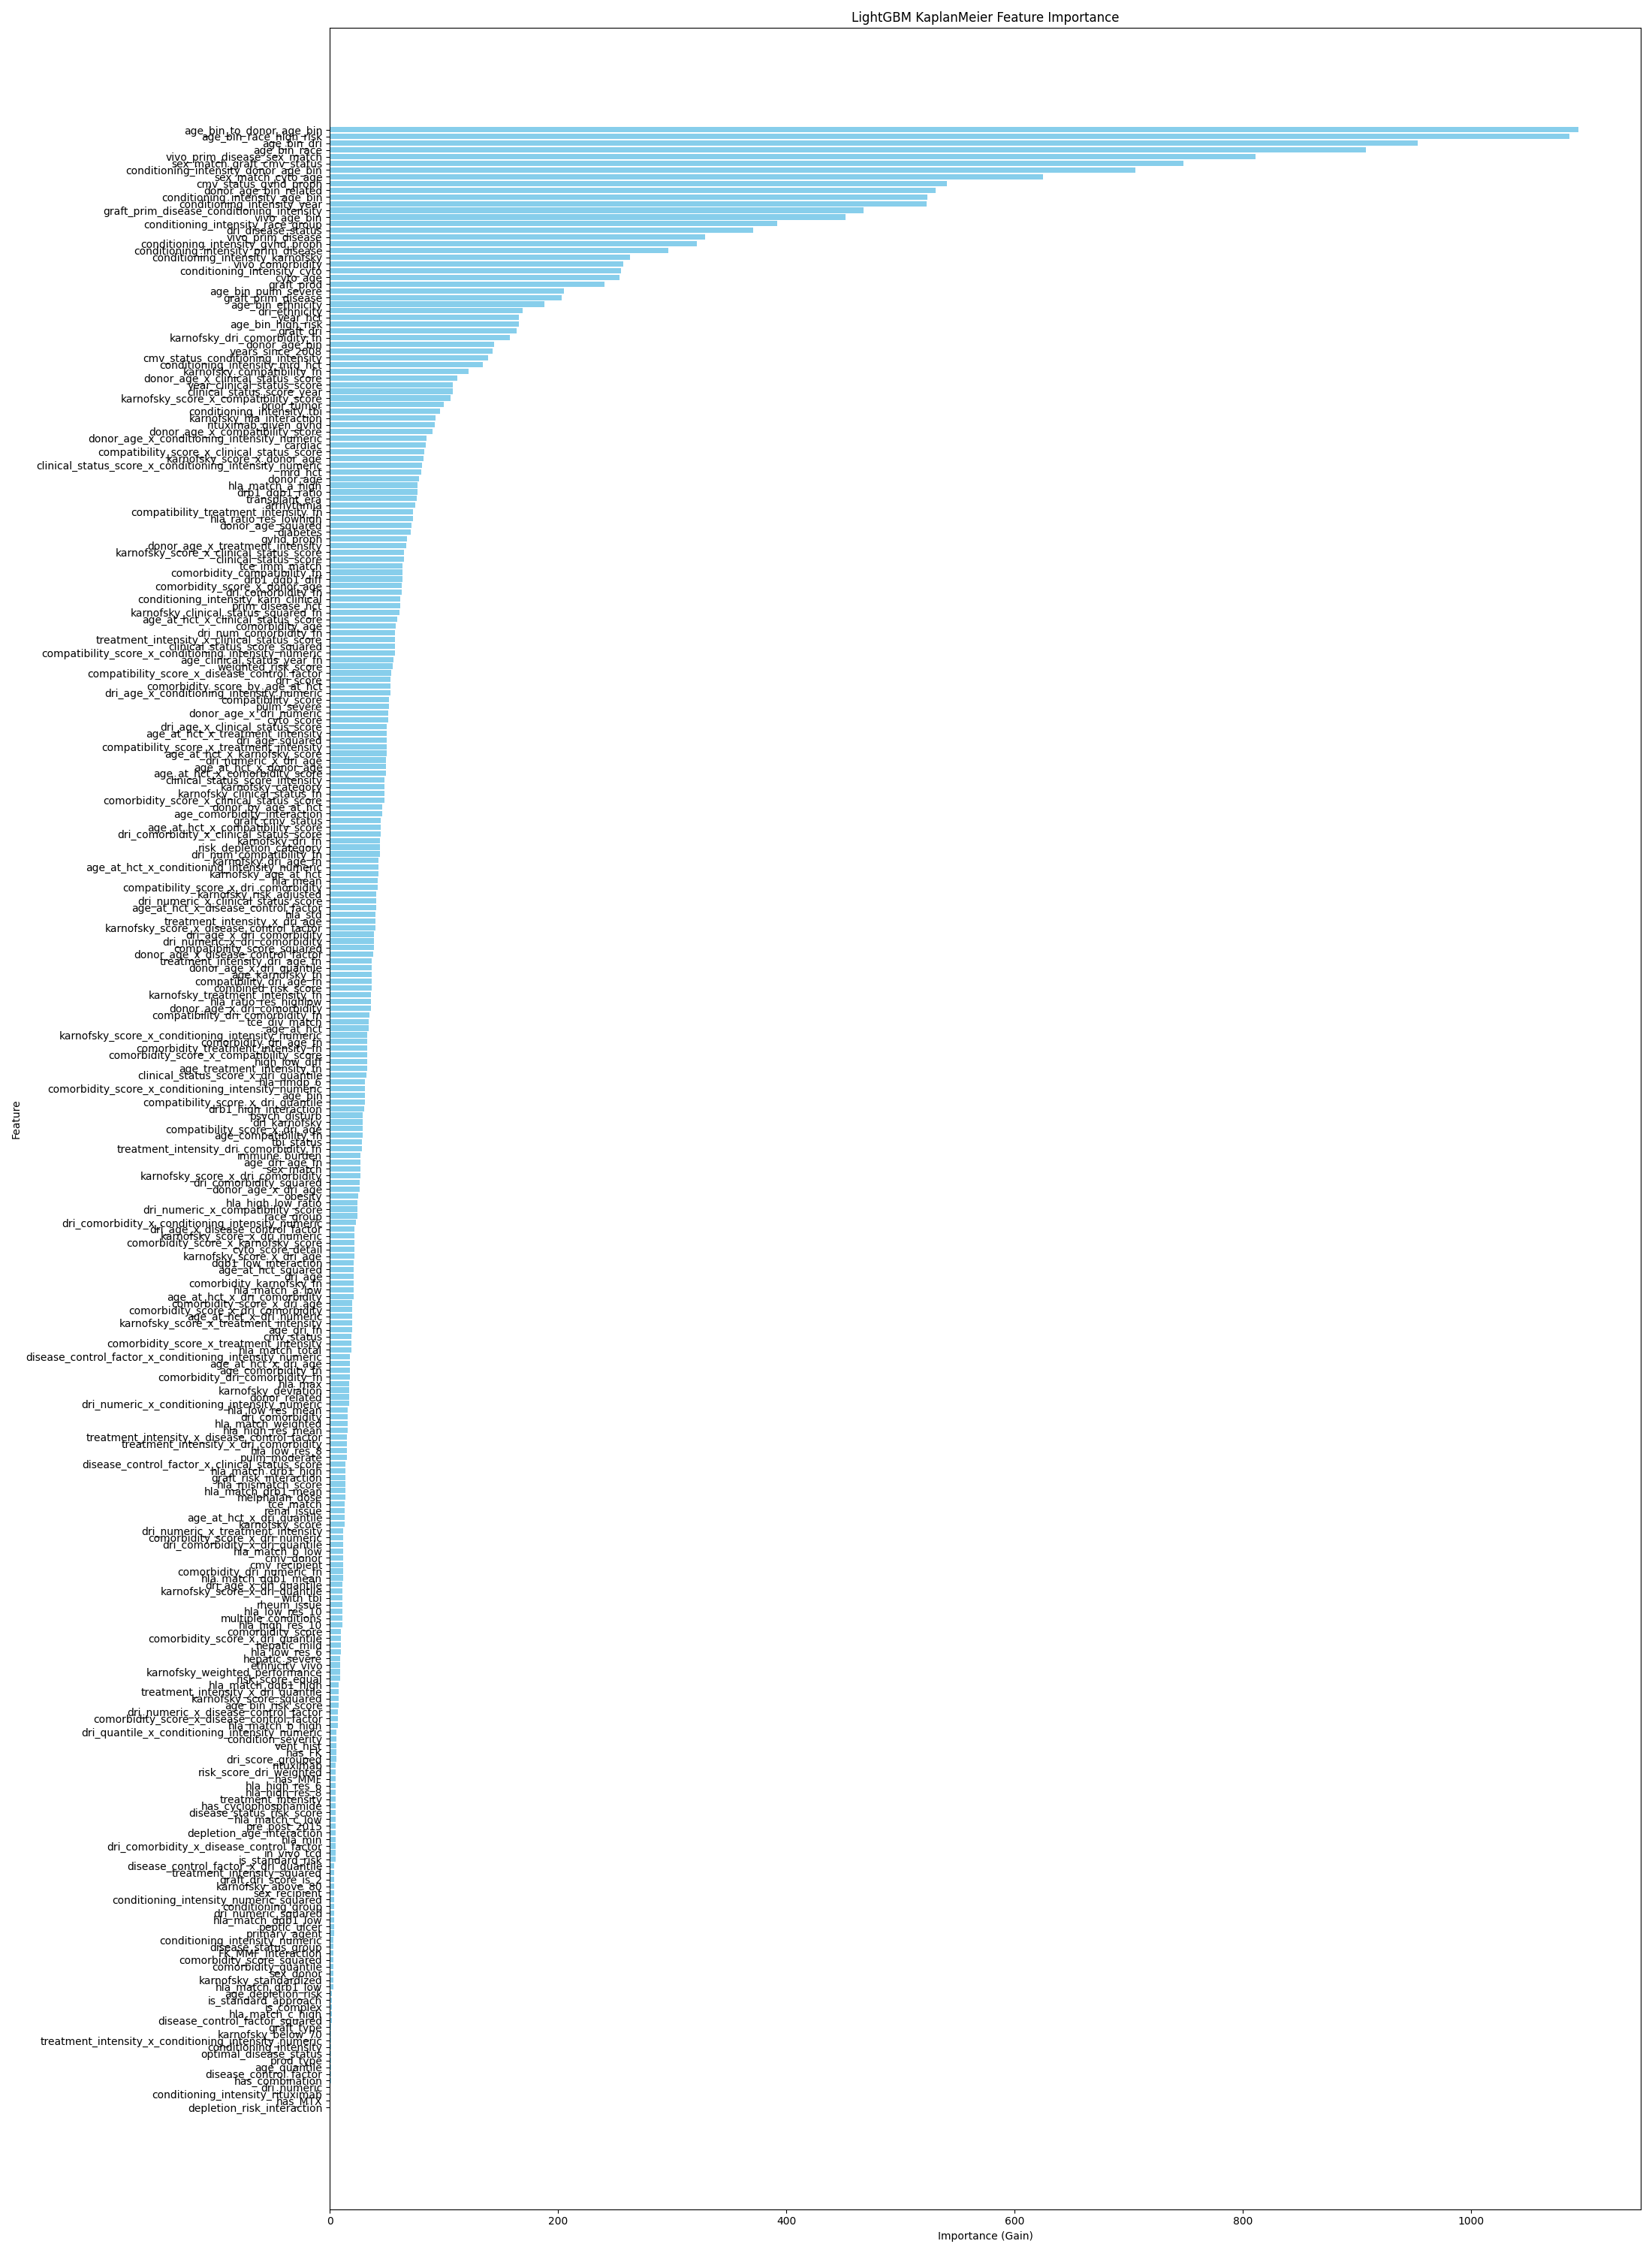 LightGBM KaplanMeier Feature Importance
age_bin_to_donor_age_bin
age_bin_race_high_risk
age_bin_dri
age_bin_race
vivo_prim_disease_sex_match
sex_match_graft_cmv_status
conditioning_intensity_donor_age_bin
sex_match_cyto_age
cmv_status_gvhd_proph
donor_age_bin_related
conditioning_intensity_age_bin
conditioning_intensity_year
graft_prim_disease_conditioning_intensity
vivo_age_bin
conditioning_intensity_race_group
dri_disease_status
vivo_prim_disease
conditioning_intensity_gvhd_proph
conditioning_intensity_prim_disease
conditioning_intensity_karnofsky
vivo_comorbidity
conditioning_intensity_cyto
cyto_age
graft_prod
age_bin_pulm_severe
graft_prim_disease
age_bin_ethnicity
dri_ethnicity
year_hct
age_bin_high_risk
graft_dri
karnofsky_dri_comorbidity_fn
donor_age_bin
years_since_2008
cmv_status_conditioning_intensity
conditioning_intensity_mrd_hct
karnofsky_compatibility_fn
donor_age_x_clinical_status_score
year_clinical_status_score
clinical_status_score_year
karnofsky_score_x_compatibility_score
prior_tumor
conditioning_intensity_tbi
karnofsky_hla_interaction
rituximab_given_gvhd
donor_age_x_compatibility_score
donor_age_x_conditioning_intensity_numeric
cardiac
compatibility_score_x_clinical_status_score
karnofsky_score_x_donor_age
clinical_status_score_x_conditioning_intensity_numeric
mrd_hct
donor_age
hla_match_a_high
drb1_dqb1_ratio
transplant_era
arrhythmia
compatibility_treatment_intensity_fn
hla_ratio_res_lowhigh
donor_age_squared
diabetes
gvhd_proph
donor_age_x_treatment_intensity
karnofsky_score_x_clinical_status_score
clinical_status_score
tce_imm_match
comorbidity_compatibility_fn
drb1_dqb1_diff
comorbidity_score_x_donor_age
dri_comorbidity_fn
conditioning_intensity_karn_clinical
prim_disease_hct
karnofsky_clinical_status_squared_fn
age_at_hct_x_clinical_status_score
comorbidity_age
dri_num_comorbidity_fn
treatment_intensity_x_clinical_status_score
clinical_status_score_squared
compatibility_score_x_conditioning_intensity_numeric
age_clinical_status_year_fn
weighted_risk_score
compatibility_score_x_disease_control_factor
dri_score
comorbidity_score_by_age_at_hct
dri_age_x_conditioning_intensity_numeric
compatibility_score
pulm_severe
donor_age_x_dri_numeric
cyto_score
dri_age_x_clinical_status_score
age_at_hct_x_treatment_intensity
dri_age_squared
compatibility_score_x_treatment_intensity
age_at_hct_x_karnofsky_score
dri_numeric_x_dri_age
age_at_hct_x_donor_age
age_at_hct_x_comorbidity_score
clinical_status_score_intensity
karnofsky_category
karnofsky_clinical_status_fn
comorbidity_score_x_clinical_status_score
donor_by_age_at_hct
age_comorbidity_interaction
graft_cmv_status
age_at_hct_x_compatibility_score
dri_comorbidity_x_clinical_status_score
karnofsky_dri_fn
risk_depletion_category
dri_num_compatibility_fn
karnofsky_dri_age_fn
age_at_hct_x_conditioning_intensity_numeric
karnofsky_age_at_hct
hla_mean
compatibility_score_x_dri_comorbidity
karnofsky_risk_adjusted
dri_numeric_x_clinical_status_score
age_at_hct_x_disease_control_factor
hla_std
treatment_intensity_x_dri_age
karnofsky_score_x_disease_control_factor
dri_age_x_dri_comorbidity
dri_numeric_x_dri_comorbidity
compatibility_score_squared
donor_age_x_disease_control_factor
treatment_intensity_dri_age_fn
donor_age_x_dri_quantile
age_karnofsky_fn
compatibility_dri_age_fn
combined_risk_score
karnofsky_treatment_intensity_fn
hla_ratio_res_highlow
donor_age_x_dri_comorbidity
compatibility_dri_comorbidity_fn
tce_div_match
age_at_hct
karnofsky_score_x_conditioning_intensity_numeric
comorbidity_dri_age_fn
comorbidity_treatment_intensity_fn
comorbidity_score_x_compatibility_score
high_low_diff
age_treatment_intensity_fn
clinical_status_score_x_dri_quantile
hla_nmdp_6
comorbidity_score_x_conditioning_intensity_numeric
age_bin
compatibility_score_x_dri_quantile
drb1_high_interaction
psych_disturb
dri_karnofsky
compatibility_score_x_dri_age
age_compatibility_fn
tbi_status
treatment_intensity_dri_comorbidity_fn
immune_burden
age_dri_age_fn
sex_match
karnofsky_score_x_dri_comorbidity
dri_comorbidity_squared
donor_age_x_dri_age
obesity
hla_high_low_ratio
dri_numeric_x_compatibility_score
race_group
dri_comorbidity_x_conditioning_intensity_numeric
dri_age_x_disease_control_factor
karnofsky_score_x_dri_numeric
comorbidity_score_x_karnofsky_score
cyto_score_detail
karnofsky_score_x_dri_age
dqb1_low_interaction
age_at_hct_squared
dri_age
comorbidity_karnofsky_fn
hla_match_a_low
age_at_hct_x_dri_comorbidity
comorbidity_score_x_dri_age
comorbidity_score_x_dri_comorbidity
age_at_hct_x_dri_numeric
karnofsky_score_x_treatment_intensity
age_dri_fn
cmv_status
comorbidity_score_x_treatment_intensity
hla_match_total
disease_control_factor_x_conditioning_intensity_numeric
age_at_hct_x_dri_age
age_comorbidity_fn
comorbidity_dri_comorbidity_fn
hla_max
karnofsky_deviation
donor_related
dri_numeric_x_conditioning_intensity_numeric
hla_low_res_mean
dri_comorbidity
hla_match_weighted
hla_high_res_mean
treatment_intensity_x_disease_control_factor
treatment_intensity_x_dri_comorbidity
hla_low_res_8
pulm_moderate
disease_control_factor_x_clinical_status_score
hla_match_drb1_high
graft_risk_interaction
hla_mismatch_score
hla_match_drb1_mean
melphalan_dose
tce_match
renal_issue
age_at_hct_x_dri_quantile
karnofsky_score
dri_numeric_x_treatment_intensity
comorbidity_score_x_dri_numeric
dri_comorbidity_x_dri_quantile
hla_match_b_low
cmv_donor
cmv_recipient
comorbidity_dri_numeric_fn
hla_match_dqb1_mean
dri_age_x_dri_quantile
karnofsky_score_x_dri_quantile
with_tbi
rheum_issue
hla_low_res_10
multiple_conditions
hla_high_res_10
comorbidity_score
comorbidity_score_x_dri_quantile
hepatic_mild
hla_low_res_6
hepatic_severe
ethnicity_vivo
karnofsky_weighted_performance
risk_score_equal
hla_match_dqb1_high
treatment_intensity_x_dri_quantile
karnofsky_score_squared
age_bin_risk_score
dri_numeric_x_disease_control_factor
comorbidity_score_x_disease_control_factor
hla_match_b_high
dri_quantile_x_conditioning_intensity_numeric
condition_severity
vent_hist
has_FK
dri_score_grouped
rituximab
risk_score_dri_weighted
has_MMF
hla_high_res_6
hla_high_res_8
treatment_intensity
has_cyclophosphamide
disease_status_risk_score
hla_match_c_low
pre_post_2015
depletion_age_interaction
hla_min
dri_comorbidity_x_disease_control_factor
in_vivo_tcd
is_standard_risk
disease_control_factor_x_dri_quantile
treatment_intensity_squared
graft_dri_score_is_2
karnofsky_above_80
sex_recipient
conditioning_intensity_numeric_squared
conditioning_group
dri_numeric_squared
hla_match_dqb1_low
peptic_ulcer
primary_agent
conditioning_intensity_numeric
disease_status_group
FK_MMF_interaction
comorbidity_score_squared
comorbidity_quantile
sex_donor
karnofsky_standardized
hla_match_drb1_low
age_depletion_risk
is_standard_approach
is_complex
hla_match_c_high
disease_control_factor_squared
graft_type
karnofsky_below_70
treatment_intensity_x_conditioning_intensity_numeric
conditioning_intensity
optimal_disease_status
prod_type
age_quantile
disease_control_factor
has_combination
dri_numeric
conditioning_intensity_rituximab
has_MTX
depletion_risk_interaction
Feature
0 200 400 600 800 1000
Importance (Gain)